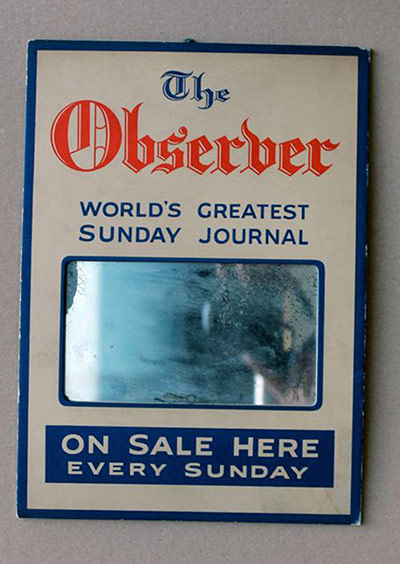 The
Observer
WORLD'S GREATEST
SUNDAY JOURNAL
ON SALE HERE
EVERY SUNDAY